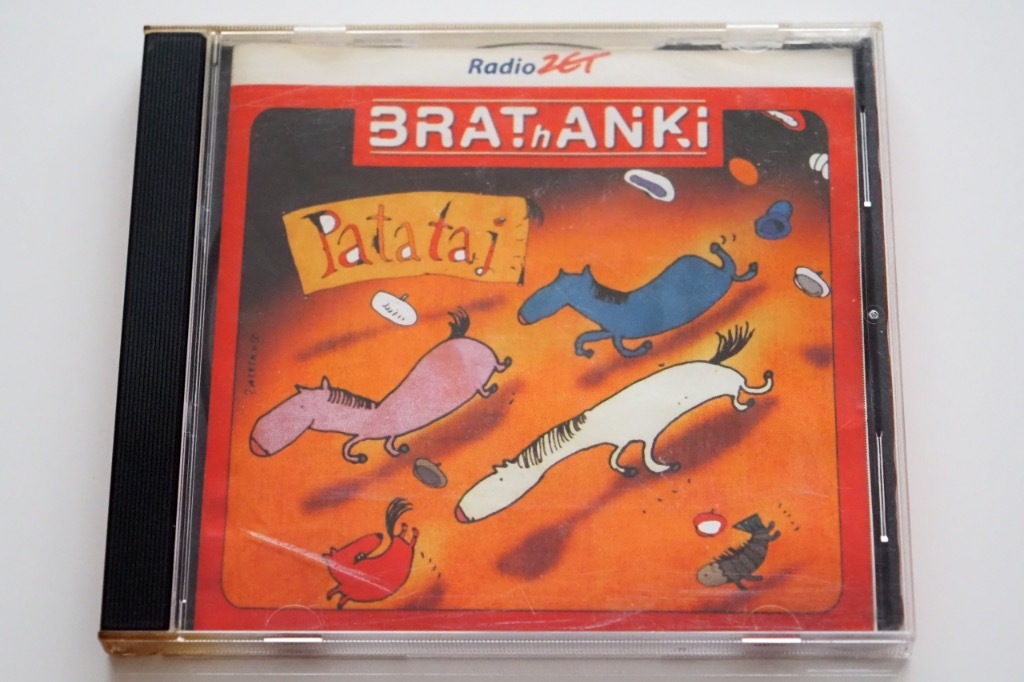 Radio ZET
BRAThANKi
Patataj